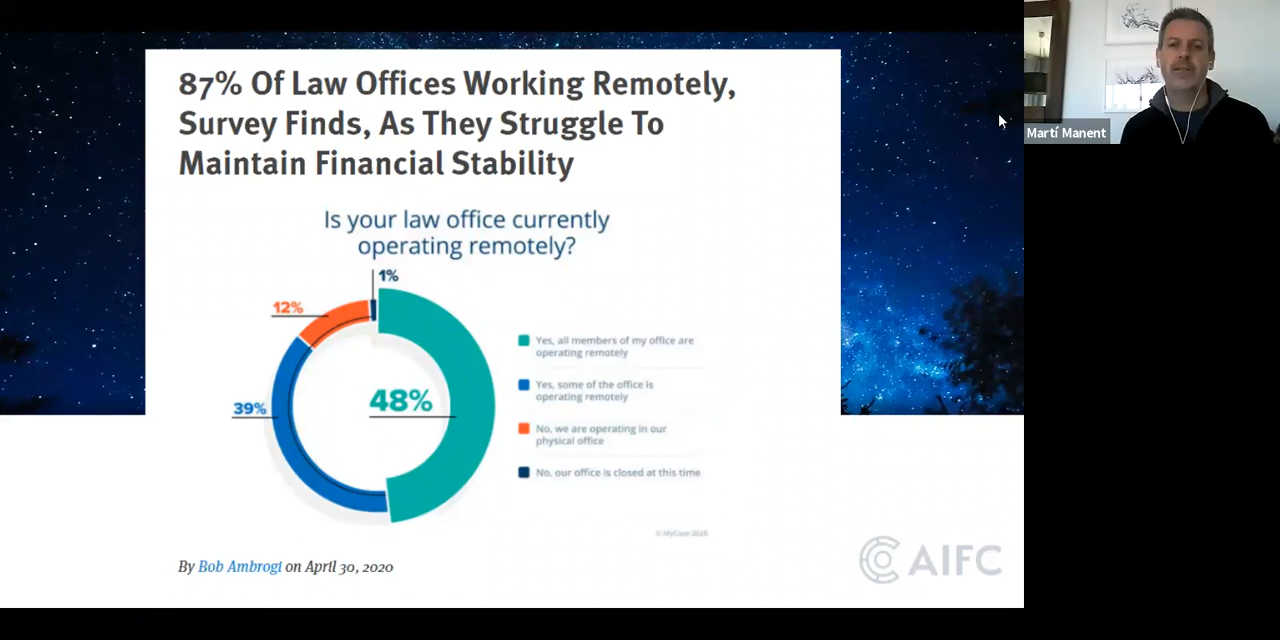 87% Of Law Offices Working Remotely,
Survey Finds, As They Struggle To
Maintain Financial Stability
Is your law office currently
operating remotely?
1%
12%
39%
48%
Yes, all members of my office are
operating remotely
Yes, some of the office is
operating remotely
No, we are operating in our
physical office
No, our office is closed at this time
© MyCase 2020
By Bob Ambrogi on April 30, 2020
AIFC
Martí Manent